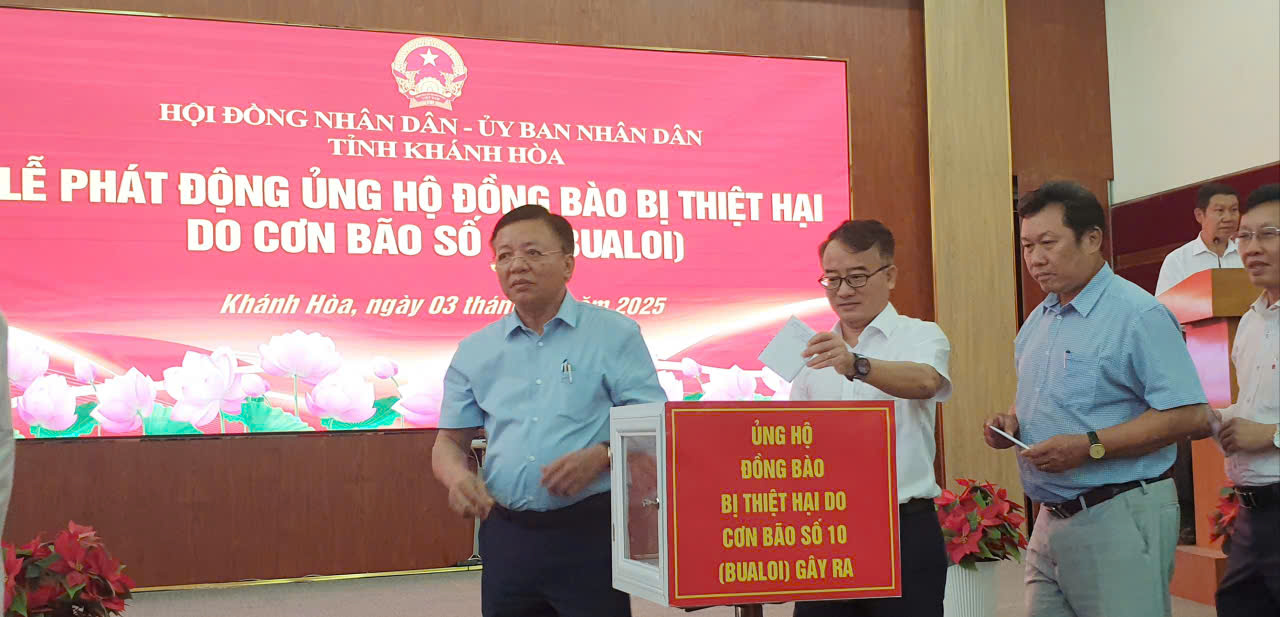 HỘI ĐỒNG NHÂN DÂN - ỦY BAN NHÂN DÂN
TỈNH KHÁNH HÒA
LỄ PHÁT ĐỘNG ỦNG HỘ ĐỒNG BÀO BỊ THIỆT HẠI
DO CƠN BÃO SỐ (BUALOI)
Khánh Hòa, ngày 03 2025
ỦNG HỘ
ĐỒNG BÀO
BỊ THIỆT HẠI DO
CƠN BÃO SỐ 10
(BUALOI) GÂY RA